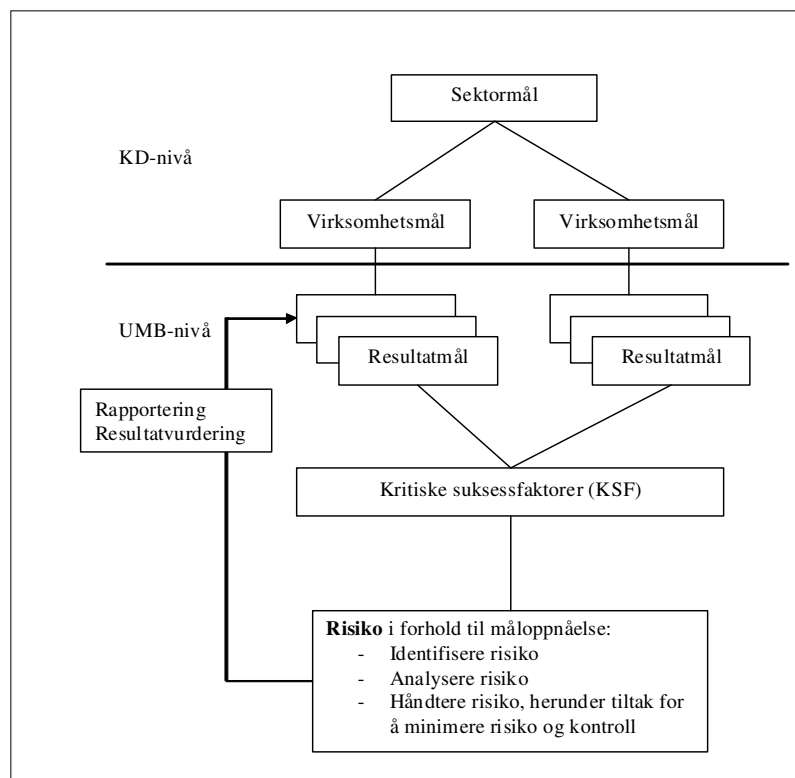 Sektormål
KD-nivå
Virksomhetsmål
Virksomhetsmål
UMB-nivå
Resultatmål
Resultatmål
Rapportering
Resultatvurdering
Kritiske suksessfaktorer (KSF)
Risiko i forhold til måloppnåelse:
- Identifisere risiko
- Analysere risiko
- Håndtere risiko, herunder tiltak for
å minimere risiko og kontroll